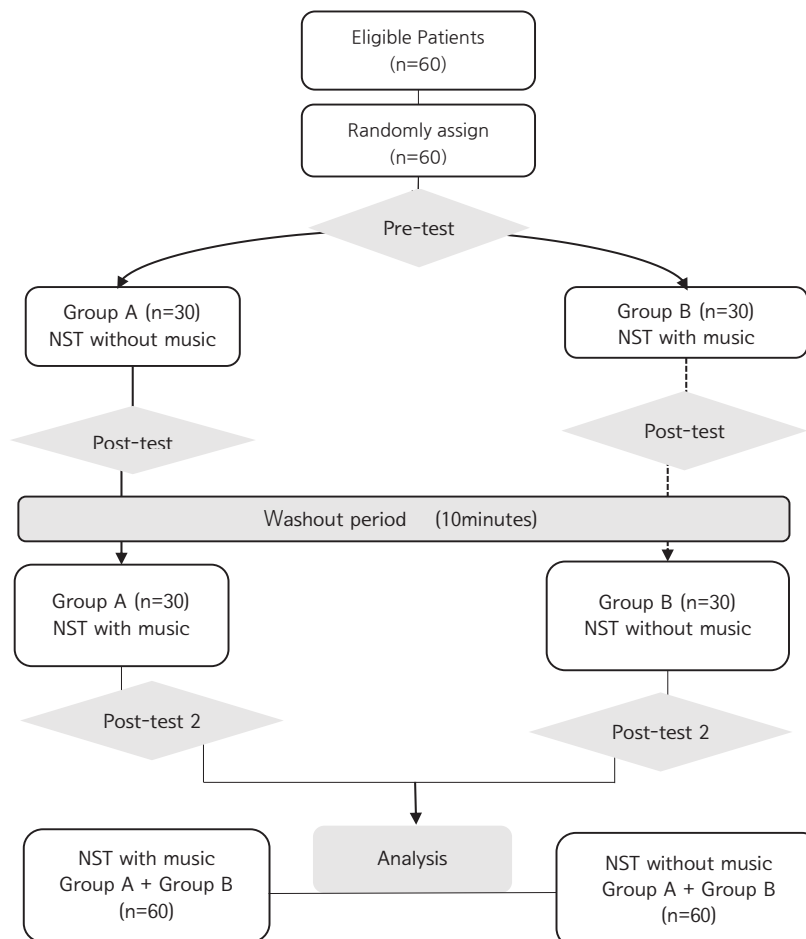 Eligible Patients
(n=60)
Randomly assign
(n=60)
Pre-test
Group A (n=30)
NST without music
Group B (n=30)
NST with music
Post-test
Post-test
Washout period (10minutes)
Group A (n=30)
NST with music
Group B (n=30)
NST without music
Post-test 2
Post-test 2
Analysis
NST with music
Group A + Group B
(n=60)
NST without music
Group A + Group B
(n=60)